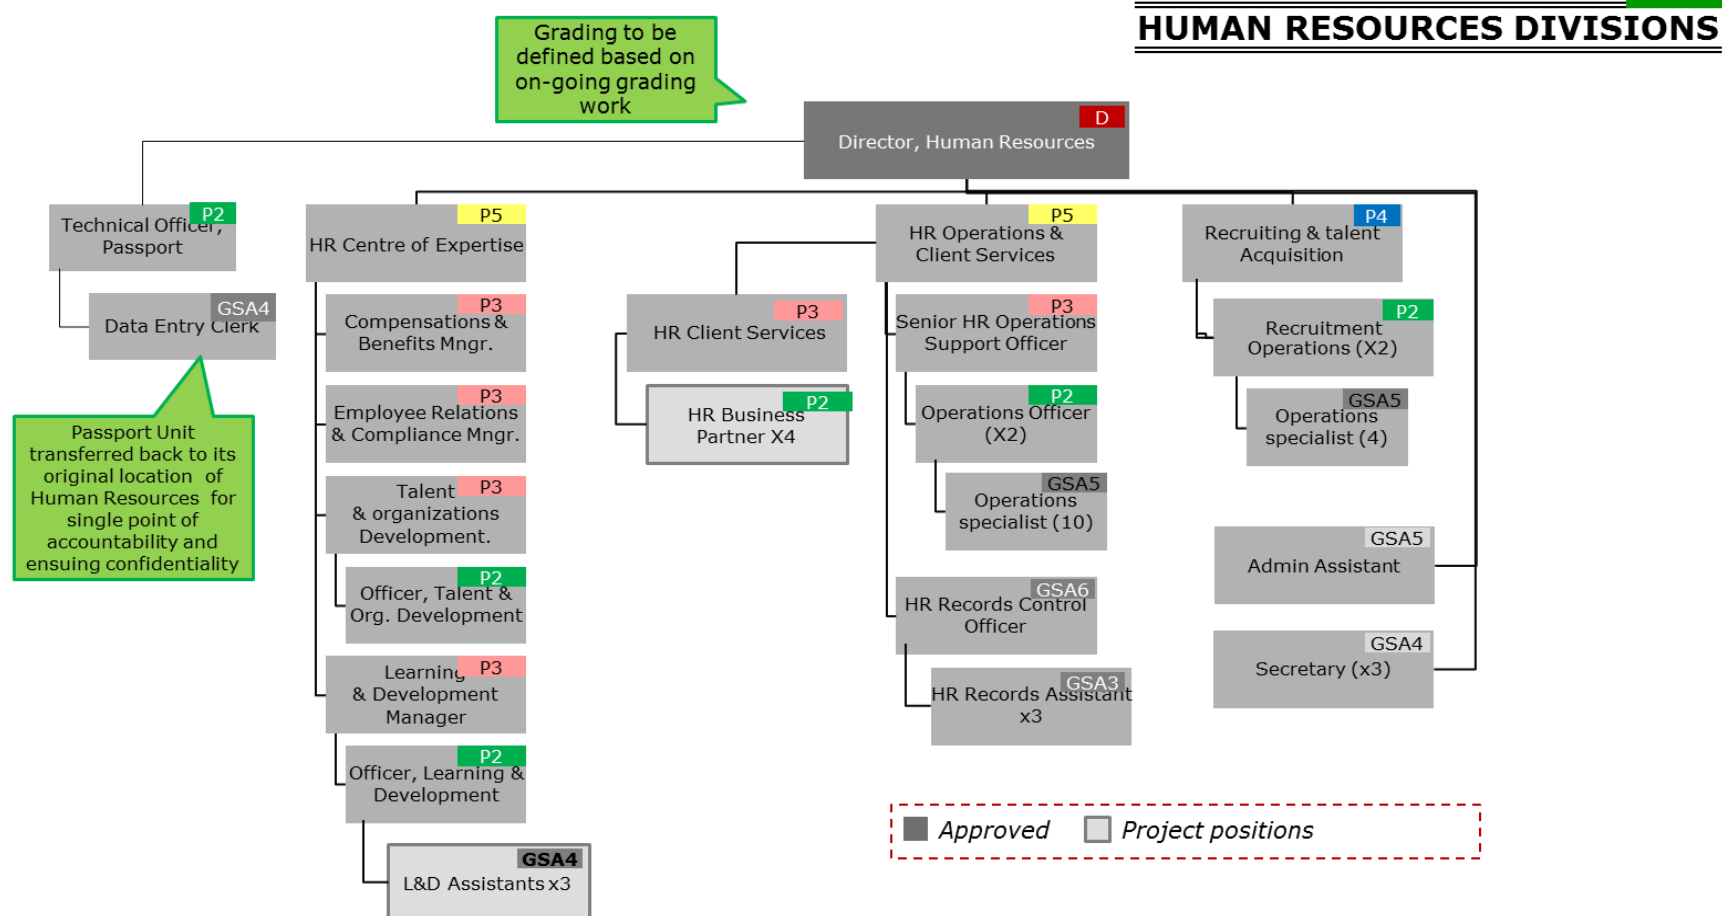 HUMAN RESOURCES DIVISIONS
Grading to be
defined based on
on-going grading
work
D
Director, Human Resources
P2
Technical Officer,
Passport
GSA4
Data Entry Clerk
Passport Unit
transferred back to its
original location of
Human Resources for
single point of
accountability and
ensuing confidentiality
P5
HR Centre of Expertise
P3
Compensations &
Benefits Mngr.
P3
Employee Relations
& Compliance Mngr.
P3
Talent
& organizations
Development.
P2
Officer, Talent &
Org. Development
P3
Learning
& Development
Manager
P2
Officer, Learning &
Development
GSA4
L&D Assistants x3
P5
HR Operations &
Client Services
P3
HR Client Services
P2
HR Business
Partner X4
P3
Senior HR Operations
Support Officer
P2
Operations Officer
(X2)
GSA5
Operations
specialist (10)
GSA6
HR Records Control
Officer
GSA3
HR Records Assistant
x3
P4
Recruiting & talent
Acquisition
P2
Recruitment
Operations (X2)
GSA5
Operations
specialist (4)
GSA5
Admin Assistant
GSA4
Secretary (x3)
Approved
Project positions